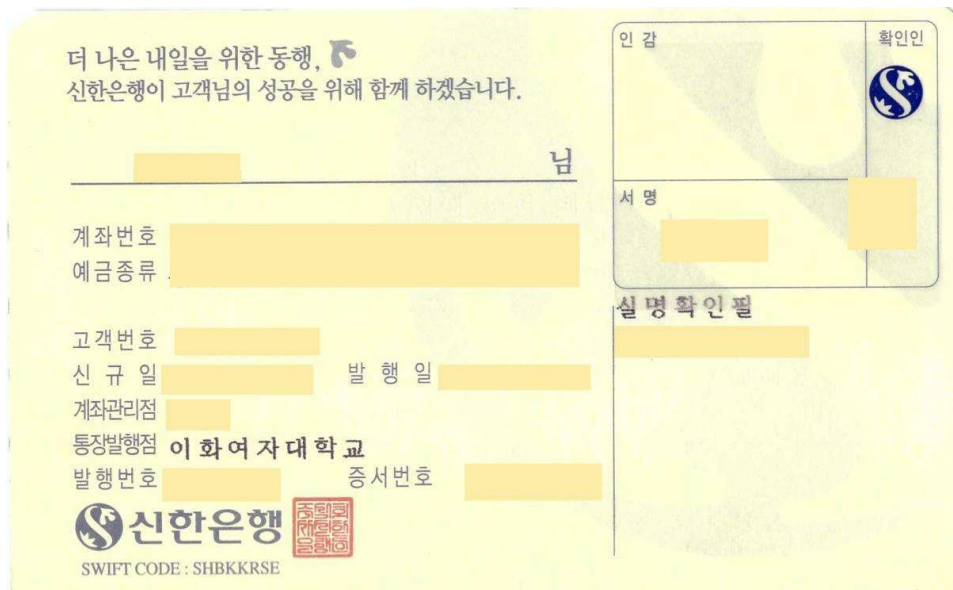 더 나은 내일을 위한 동행,
신한은행이 고객님의 성공을 위해 함께 하겠습니다.
님
인 감
확인인
서 명
계좌번호
예금종류
실명확인필
고객번호
신 규 일
발 행 일
계좌관리점
통장발행점 이화여자대학교
발행번호
증서번호
신한은행
SWIFT CODE : SHBKKRSE